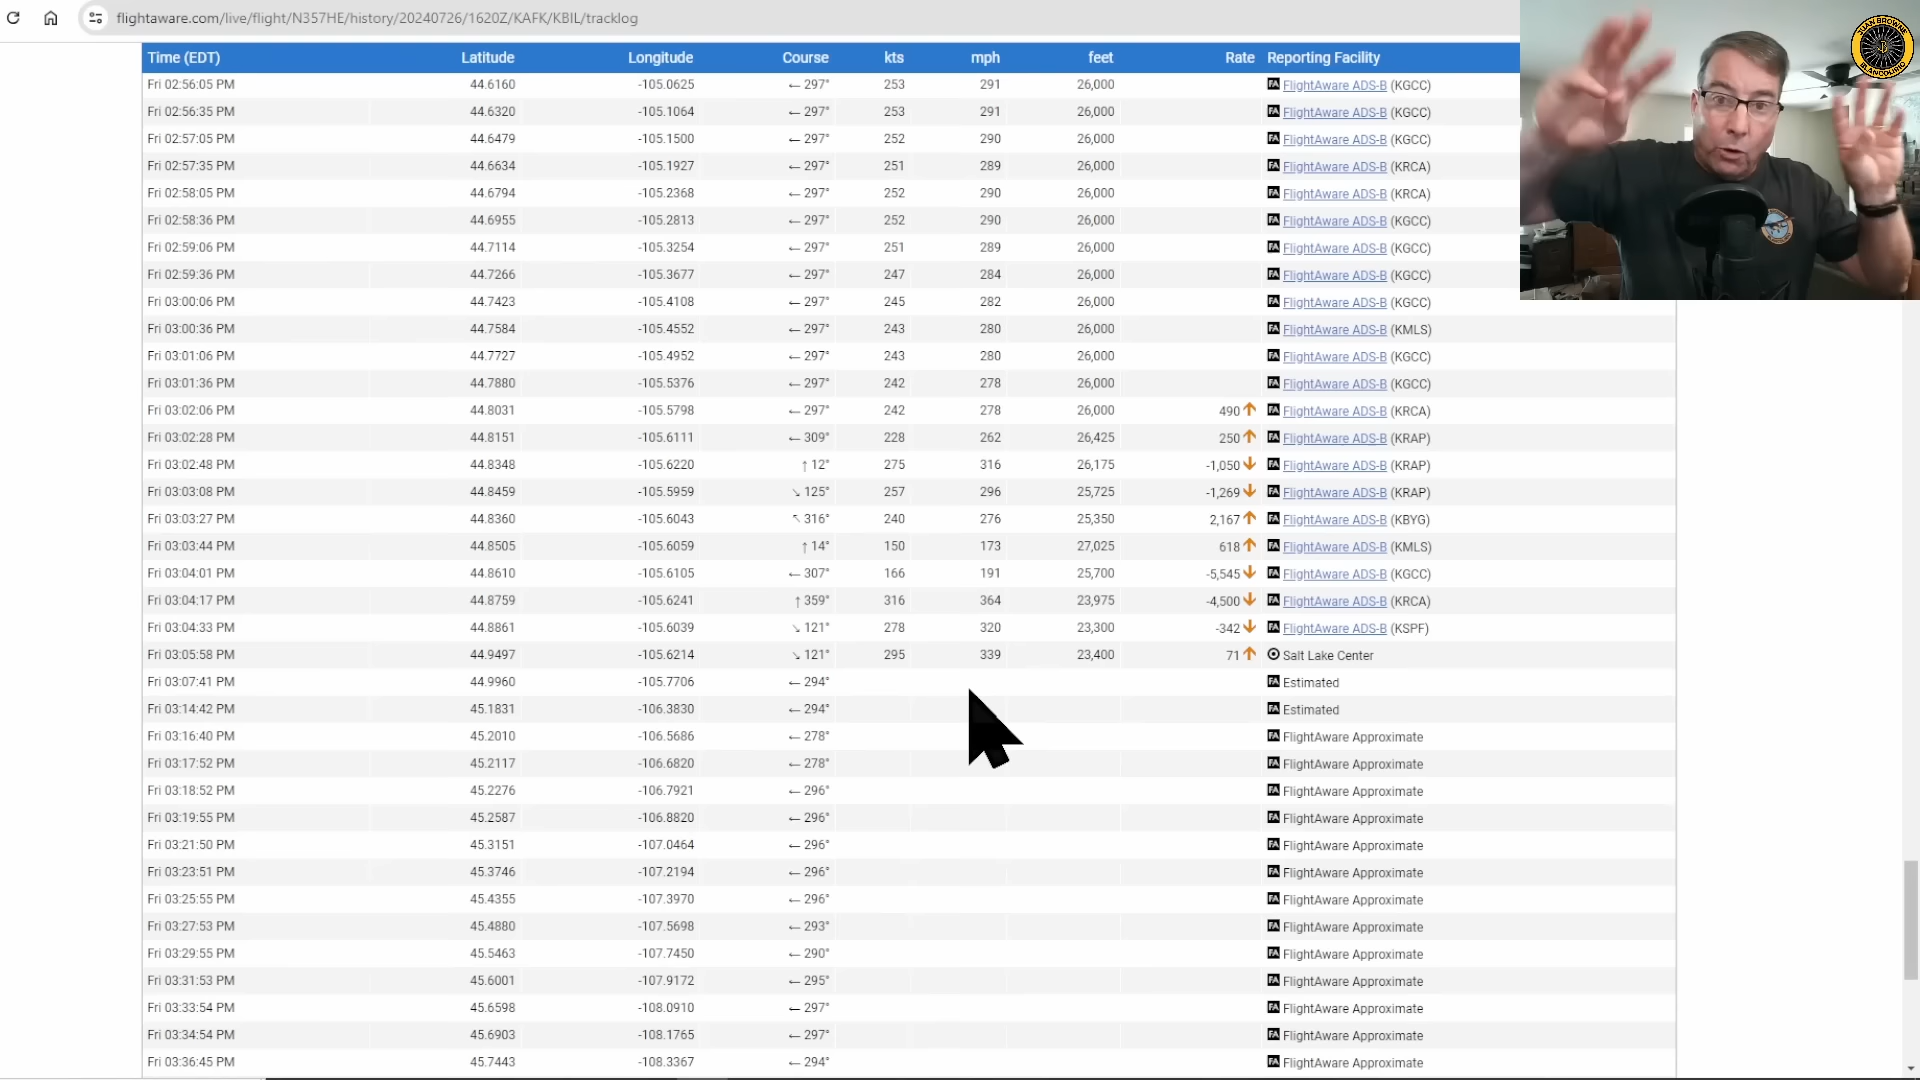 flightaware.com/live/flight/N357HE/history/20240726/1620Z/KAFK/KBIL/tracklog
Time (EDT) Latitude Longitude Course kts mph feet Rate Reporting Facility
Fri 02:56:05 PM 44.6160 -105.0625 ← 297° 253 291 26,000 FlightAware ADS-B (KGCC)
Fri 02:56:35 PM 44.6320 -105.1064 ← 297° 253 291 26,000 FlightAware ADS-B (KGCC)
Fri 02:57:05 PM 44.6479 -105.1500 ← 297° 252 290 26,000 FlightAware ADS-B (KGCC)
Fri 02:57:35 PM 44.6634 -105.1927 ← 297° 251 289 26,000 FlightAware ADS-B (KRCA)
Fri 02:58:05 PM 44.6794 -105.2368 ← 297° 252 290 26,000 FlightAware ADS-B (KRCA)
Fri 02:58:36 PM 44.6955 -105.2813 ← 297° 252 290 26,000 FlightAware ADS-B (KGCC)
Fri 02:59:06 PM 44.7114 -105.3254 ← 297° 251 289 26,000 FlightAware ADS-B (KGCC)
Fri 02:59:36 PM 44.7266 -105.3677 ← 297° 247 284 26,000 FlightAware ADS-B (KGCC)
Fri 03:00:06 PM 44.7423 -105.4108 ← 297° 245 282 26,000 FlightAware ADS-B (KGCC)
Fri 03:00:36 PM 44.7584 -105.4552 ← 297° 243 280 26,000 FlightAware ADS-B (KMLS)
Fri 03:01:06 PM 44.7727 -105.4952 ← 297° 243 280 26,000 FlightAware ADS-B (KGCC)
Fri 03:01:36 PM 44.7880 -105.5376 ← 297° 242 278 26,000 FlightAware ADS-B (KGCC)
Fri 03:02:06 PM 44.8031 -105.5798 ← 297° 242 278 26,000 490 ↑ FlightAware ADS-B (KRCA)
Fri 03:02:28 PM 44.8151 -105.6111 ← 309° 228 262 26,425 250 ↑ FlightAware ADS-B (KRAP)
Fri 03:02:48 PM 44.8348 -105.6220 ↑ 12° 275 316 26,175 -1,050 ↓ FlightAware ADS-B (KRAP)
Fri 03:03:08 PM 44.8459 -105.5959 ↘ 125° 257 296 25,725 -1,269 ↓ FlightAware ADS-B (KRAP)
Fri 03:03:27 PM 44.8360 -105.6043 ↖ 316° 240 276 25,350 2,167 ↑ FlightAware ADS-B (KBYG)
Fri 03:03:44 PM 44.8505 -105.6059 ↑ 14° 150 173 27,025 618 ↑ FlightAware ADS-B (KMLS)
Fri 03:04:01 PM 44.8610 -105.6105 ← 307° 166 191 25,700 -5,545 ↓ FlightAware ADS-B (KGCC)
Fri 03:04:17 PM 44.8759 -105.6241 ↑ 359° 316 364 23,975 -4,500 ↓ FlightAware ADS-B (KRCA)
Fri 03:04:33 PM 44.8861 -105.6039 ↘ 121° 278 320 23,300 -342 ↓ FlightAware ADS-B (KSPF)
Fri 03:05:58 PM 44.9497 -105.6214 ↘ 121° 295 339 23,400 71 ↑ Salt Lake Center
Fri 03:07:41 PM 44.9960 -105.7706 ← 294° Estimated
Fri 03:14:42 PM 45.1831 -106.3830 ← 294° Estimated
Fri 03:16:40 PM 45.2010 -106.5686 ← 278° FlightAware Approximate
Fri 03:17:52 PM 45.2117 -106.6820 ← 278° FlightAware Approximate
Fri 03:18:52 PM 45.2276 -106.7921 ← 296° FlightAware Approximate
Fri 03:19:55 PM 45.2587 -106.8820 ← 296° FlightAware Approximate
Fri 03:21:50 PM 45.3151 -107.0464 ← 296° FlightAware Approximate
Fri 03:23:51 PM 45.3746 -107.2194 ← 296° FlightAware Approximate
Fri 03:25:55 PM 45.4355 -107.3970 ← 296° FlightAware Approximate
Fri 03:27:53 PM 45.4880 -107.5698 ← 293° FlightAware Approximate
Fri 03:29:55 PM 45.5463 -107.7450 ← 290° FlightAware Approximate
Fri 03:31:53 PM 45.6001 -107.9172 ← 295° FlightAware Approximate
Fri 03:33:54 PM 45.6598 -108.0910 ← 297° FlightAware Approximate
Fri 03:34:54 PM 45.6903 -108.1765 ← 297° FlightAware Approximate
Fri 03:36:45 PM 45.7443 -108.3367 ← 294° FlightAware Approximate
JUAN BROWNE
BLANCOLIRIO